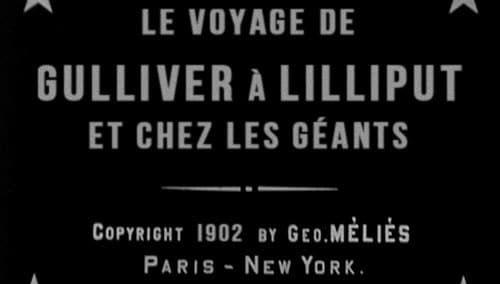 LE VOYAGE DE
GULLIVER À LILLIPUT
ET CHEZ LES GÉANTS
COPYRIGHT 1902 BY GEO.MÈLIÈS
PARIS - NEW YORK.